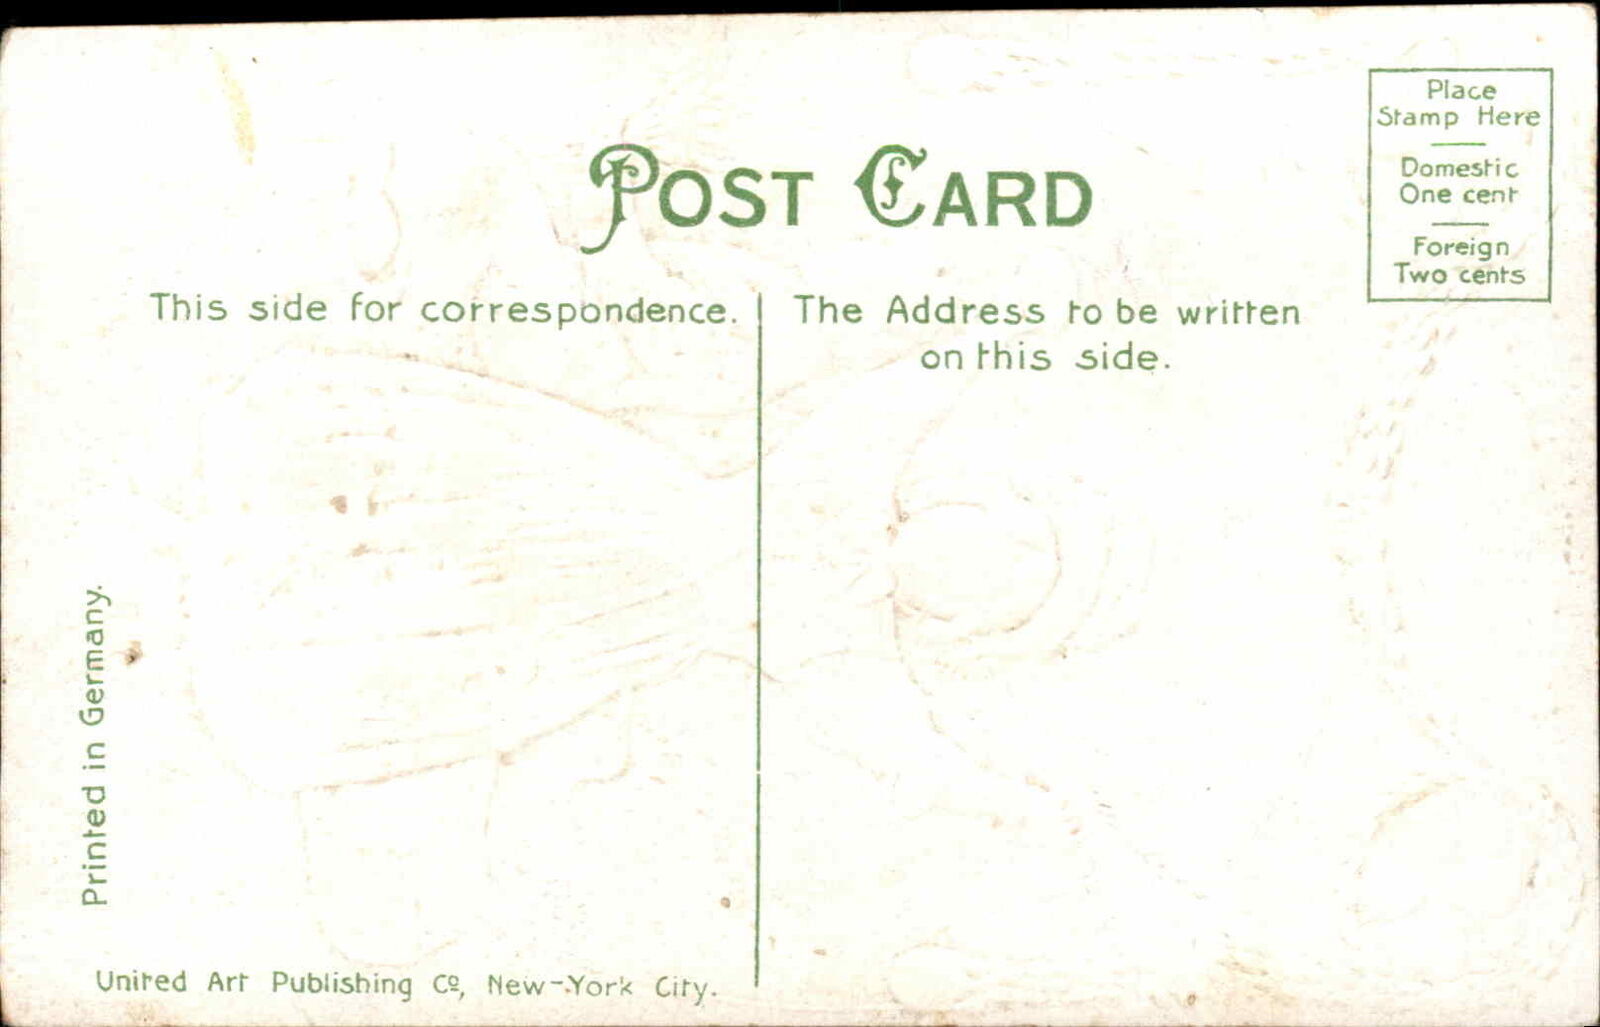 POST CARD
Place
Stamp Here
Domestic
One cent
Foreign
Two cents
This side for correspondence.
The Address to be written
on this side.
Printed in Germany.
United Art Publishing Cº, New-York City.